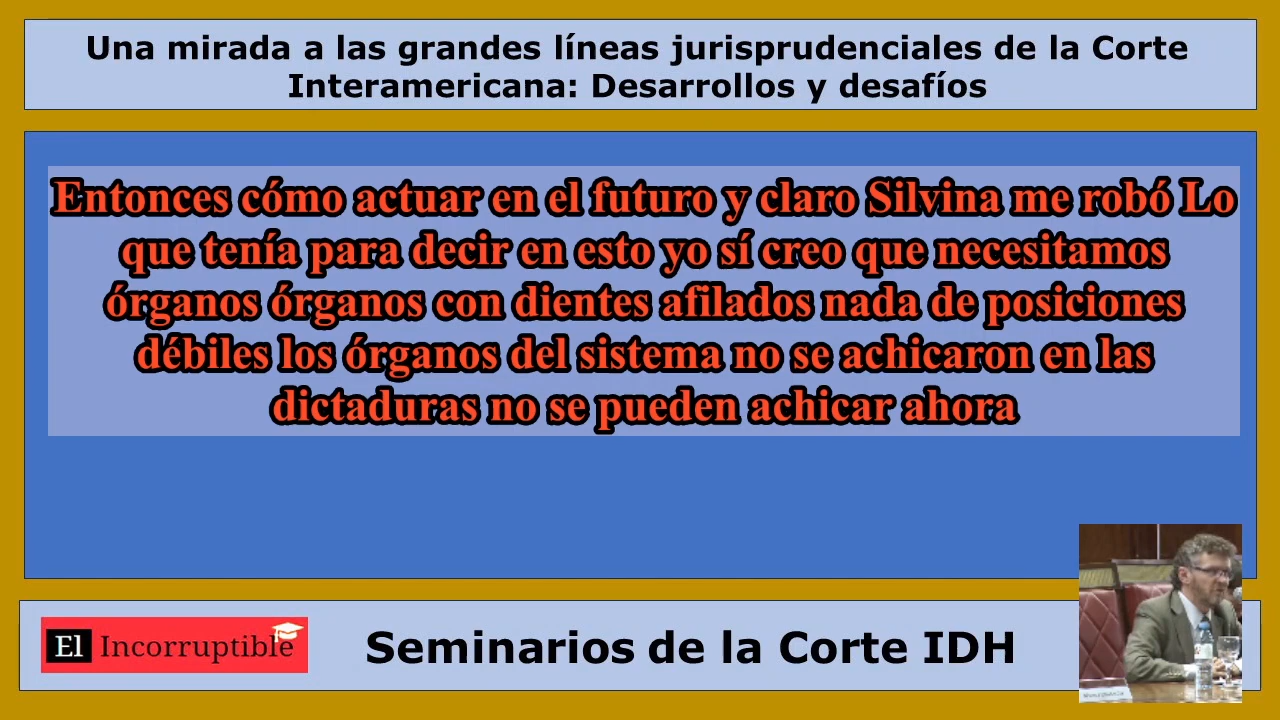 Una mirada a las grandes líneas jurisprudenciales de la Corte
Interamericana: Desarrollos y desafíos
Entonces cómo actuar en el futuro y claro Silvina me robó Lo
que tenía para decir en esto yo sí creo que necesitamos
órganos órganos con dientes afilados nada de posiciones
débiles los órganos del sistema no se achicaron en las
dictaduras no se pueden achicar ahora
El Incorruptible
Seminarios de la Corte IDH